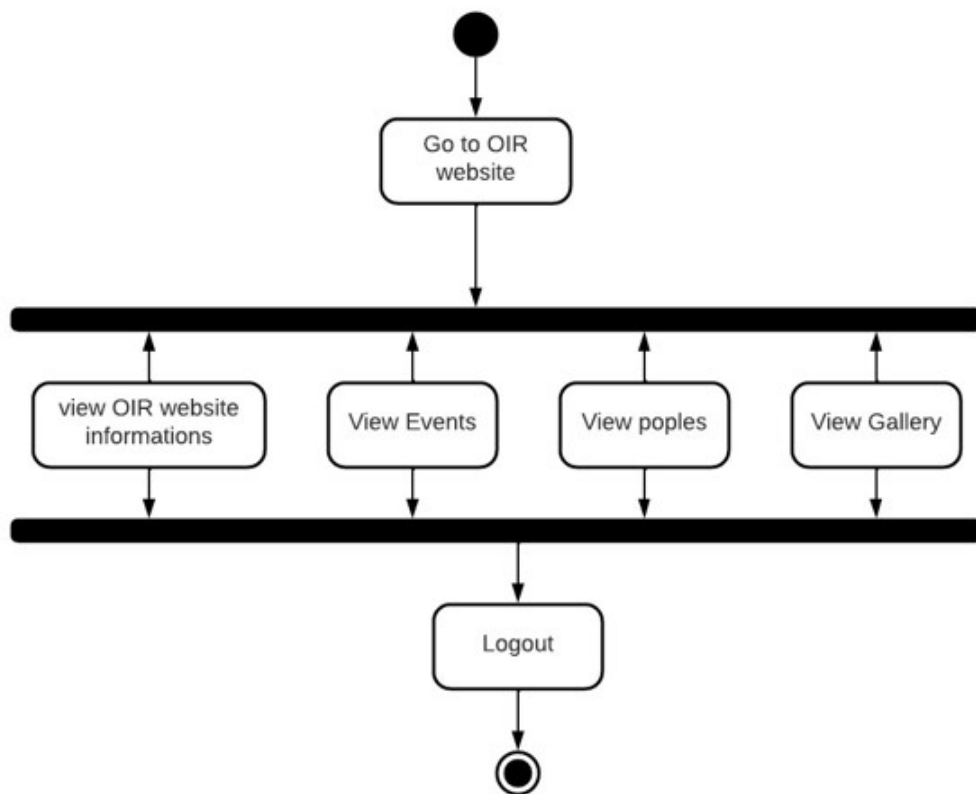 Go to OIR
website
view OIR website
informations
View Events
View poples
View Gallery
Logout